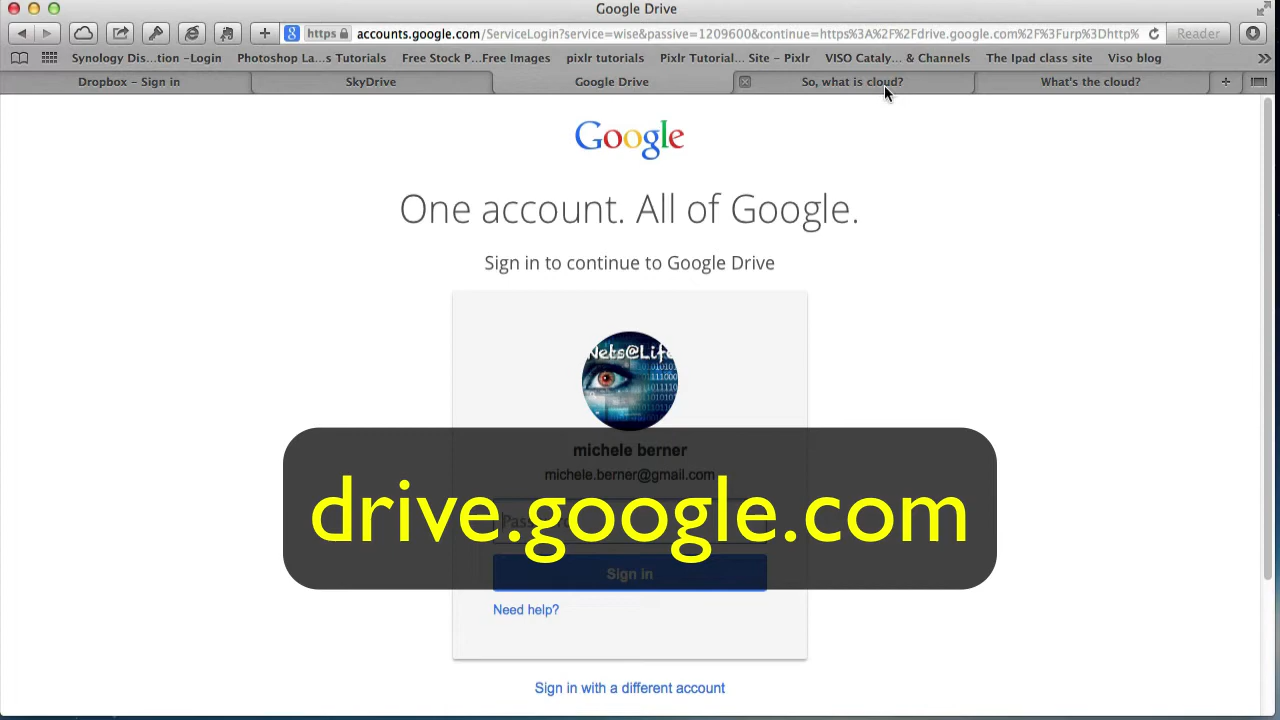 Google Drive
https accounts.google.com/ServiceLogin?service=wise&passive=1209600&continue=https%3A%2F%2Fdrive.google.com%2F%3Furp%3Dhttp% Reader
Synology Dis...tion -Login Photoshop La...s Tutorials Free Stock P...Free Images pixlr tutorials Pixlr Tutorial... Site - Pixlr VISO Cataly... & Channels The Ipad class site Viso blog
Dropbox - Sign in SkyDrive Google Drive So, what is cloud? What's the cloud?
Google
One account. All of Google.
Sign in to continue to Google Drive
Nets@Life
michele berner
michele.berner@gmail.com
drive.google.com
Sign in
Need help?
Sign in with a different account